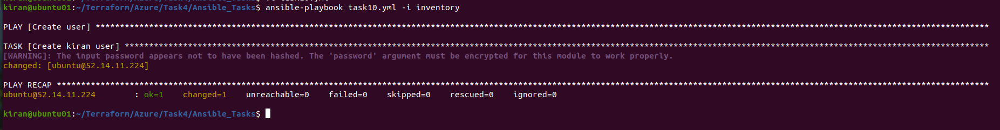 kiran@ubuntu01:~/Terraform/Azure/Task4/Ansible_Tasks$ ansible-playbook task10.yml -i inventory
PLAY [Create user] ****************************************************************************************************************************************************************************************
TASK [Create kiran user] **********************************************************************************************************************************************************************************
[WARNING]: The input password appears not to have been hashed. The 'password' argument must be encrypted for this module to work properly.
changed: [ubuntu@52.14.11.224]
PLAY RECAP ************************************************************************************************************************************************************************************************
ubuntu@52.14.11.224        : ok=1    changed=1    unreachable=0    failed=0    skipped=0    rescued=0    ignored=0
kiran@ubuntu01:~/Terraform/Azure/Task4/Ansible_Tasks$